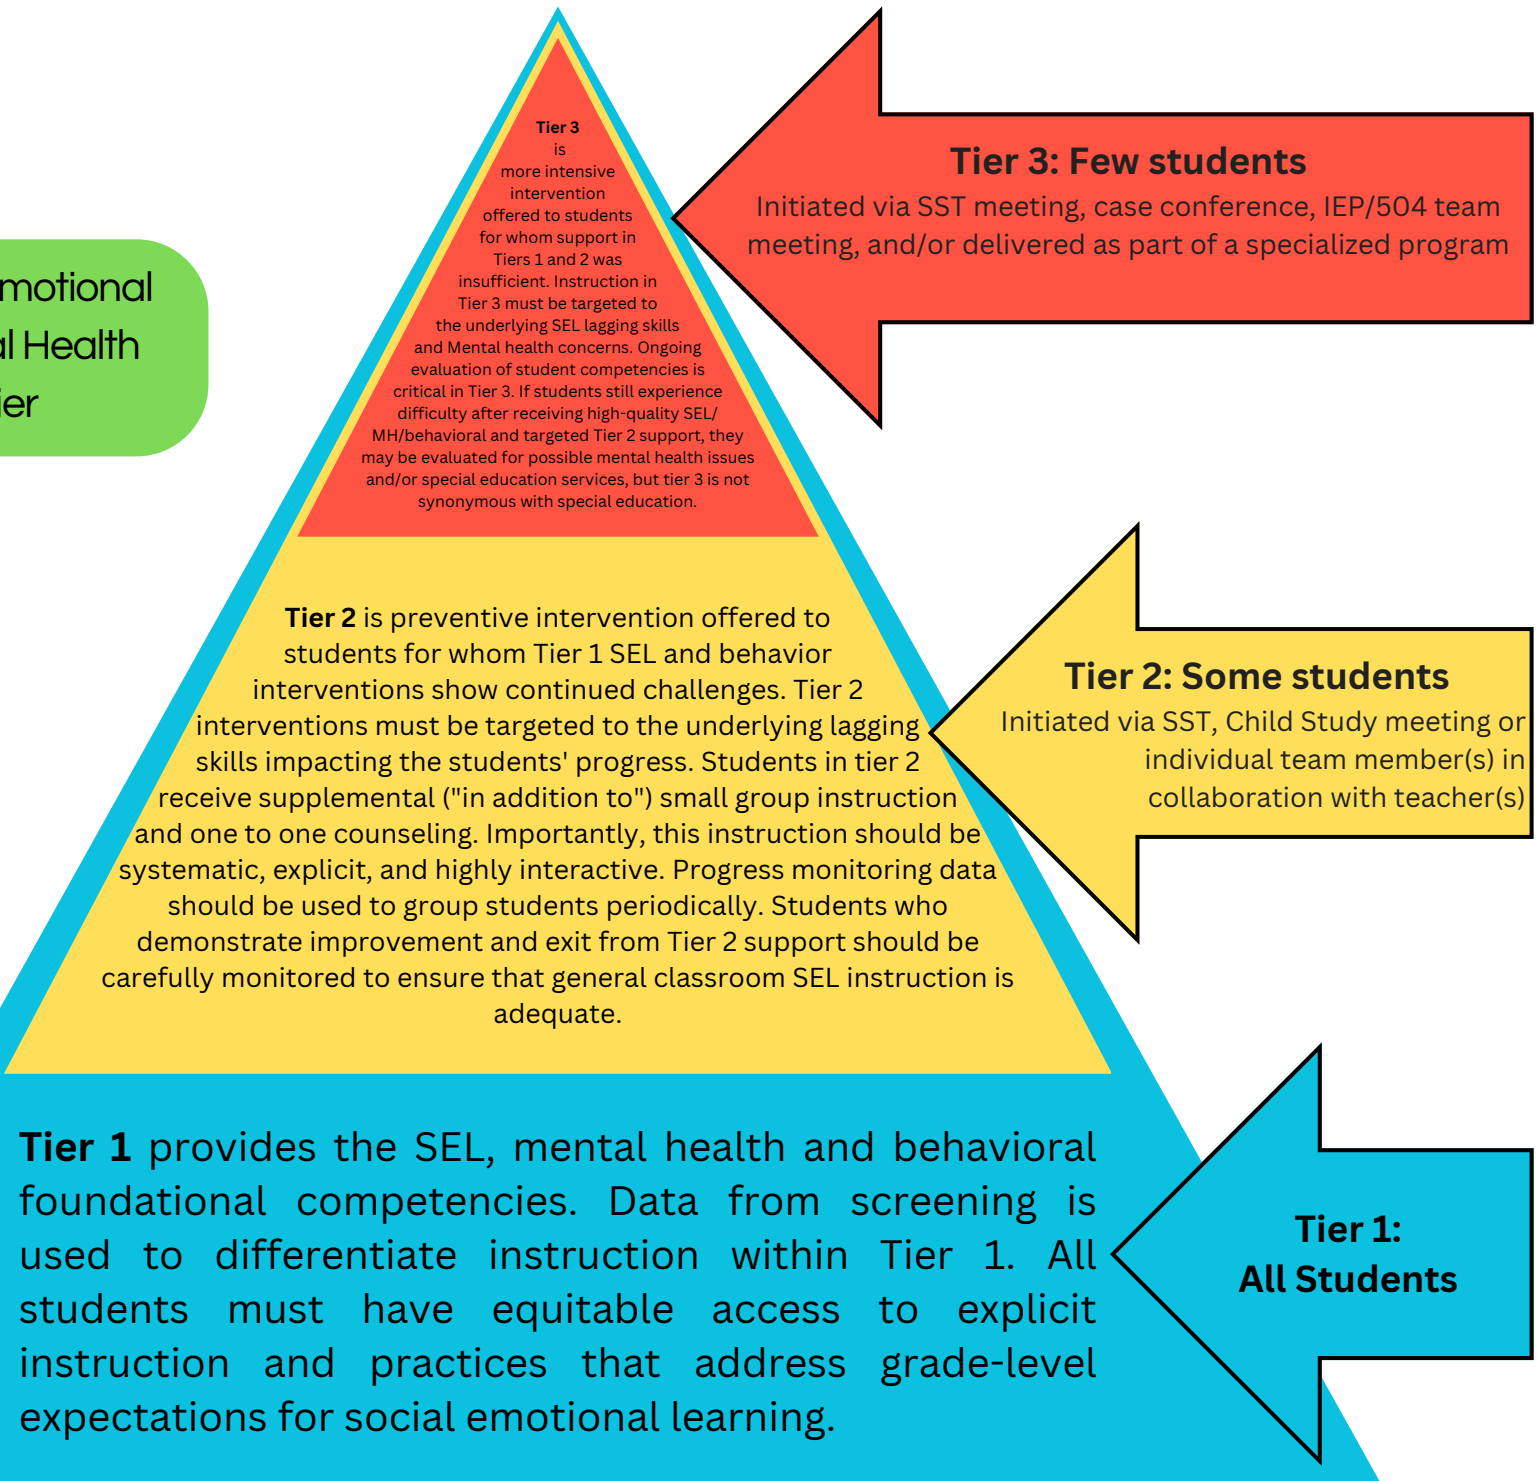 motional
al Health
ier
Tier 3
is
more intensive
intervention
offered to students
for whom support in
Tiers 1 and 2 was
insufficient. Instruction in
Tier 3 must be targeted to
the underlying SEL lagging skills
and Mental health concerns. Ongoing
evaluation of student competencies is
critical in Tier 3. If students still experience
difficulty after receiving high-quality SEL/
MH/behavioral and targeted Tier 2 support, they
may be evaluated for possible mental health issues
and/or special education services, but tier 3 is not
synonymous with special education.
Tier 3: Few students
Initiated via SST meeting, case conference, IEP/504 team
meeting, and/or delivered as part of a specialized program
Tier 2 is preventive intervention offered to
students for whom Tier 1 SEL and behavior
interventions show continued challenges. Tier 2
interventions must be targeted to the underlying lagging
skills impacting the students' progress. Students in tier 2
receive supplemental ("in addition to") small group instruction
and one to one counseling. Importantly, this instruction should be
systematic, explicit, and highly interactive. Progress monitoring data
should be used to group students periodically. Students who
demonstrate improvement and exit from Tier 2 support should be
carefully monitored to ensure that general classroom SEL instruction is
adequate.
Tier 2: Some students
Initiated via SST, Child Study meeting or
individual team member(s) in
collaboration with teacher(s)
Tier 1 provides the SEL, mental health and behavioral
foundational competencies. Data from screening is
used to differentiate instruction within Tier 1. All
students must have equitable access to explicit
instruction and practices that address grade-level
expectations for social emotional learning.
Tier 1:
All Students